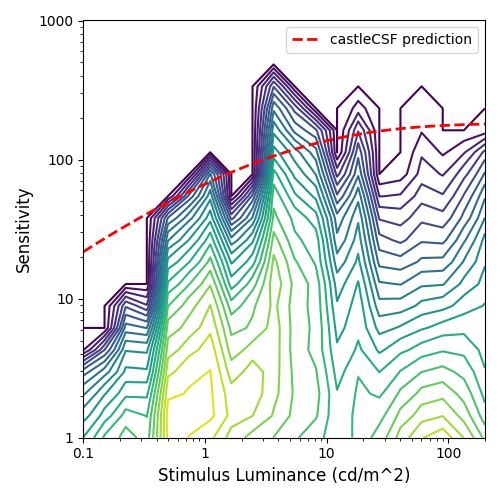 1000
castleCSF prediction
100
Sensitivity
10
1
0.1 1 10 100
Stimulus Luminance (cd/m^2)